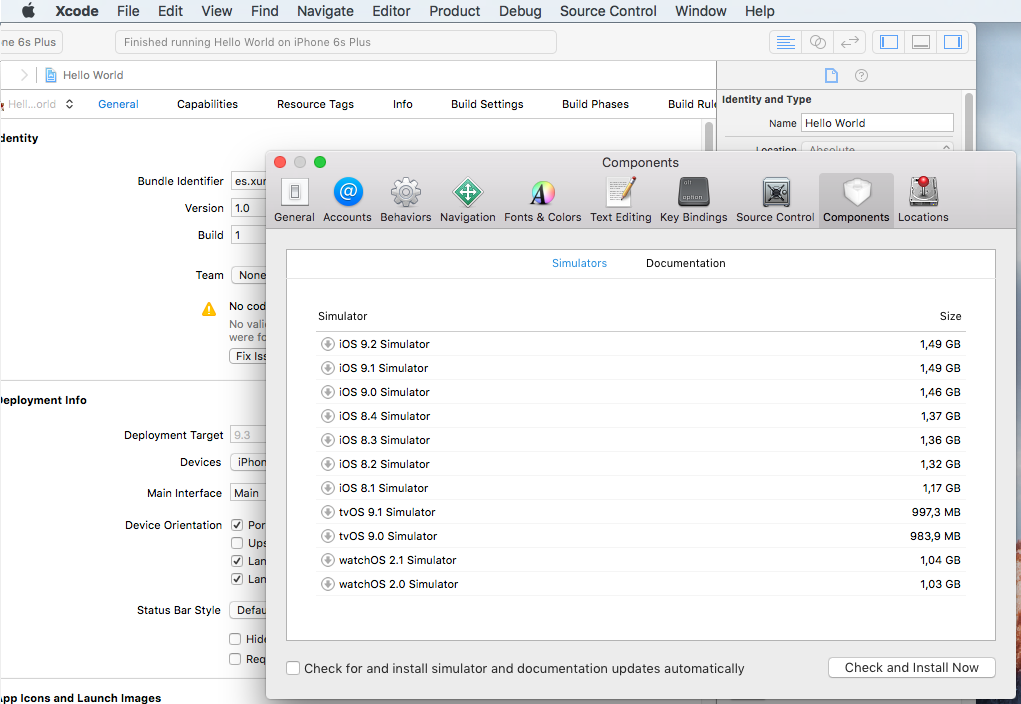 Xcode File Edit View Find Navigate Editor Product Debug Source Control Window Help
ne 6s Plus Finished running Hello World on iPhone 6s Plus
Hello World
Hell...orld General Capabilities Resource Tags Info Build Settings Build Phases Build Rule
Identity and Type
Name Hello World
Location Absolute
dentity
Bundle Identifier es.xur
Version 1.0
Build 1
Team None
No cod
No valid
were fo
Fix Iss
Deployment Info
Deployment Target 9.3
Devices iPhon
Main Interface Main
Device Orientation Por
Ups
Lan
Lan
Status Bar Style Defau
Hide
Req
App Icons and Launch Images
Components
General Accounts Behaviors Navigation Fonts & Colors Text Editing Key Bindings Source Control Components Locations
off
option
Simulators Documentation
Simulator Size
iOS 9.2 Simulator 1,49 GB
iOS 9.1 Simulator 1,49 GB
iOS 9.0 Simulator 1,46 GB
iOS 8.4 Simulator 1,37 GB
iOS 8.3 Simulator 1,36 GB
iOS 8.2 Simulator 1,32 GB
iOS 8.1 Simulator 1,17 GB
tvOS 9.1 Simulator 997,3 MB
tvOS 9.0 Simulator 983,9 MB
watchOS 2.1 Simulator 1,04 GB
watchOS 2.0 Simulator 1,03 GB
Check for and install simulator and documentation updates automatically Check and Install Now